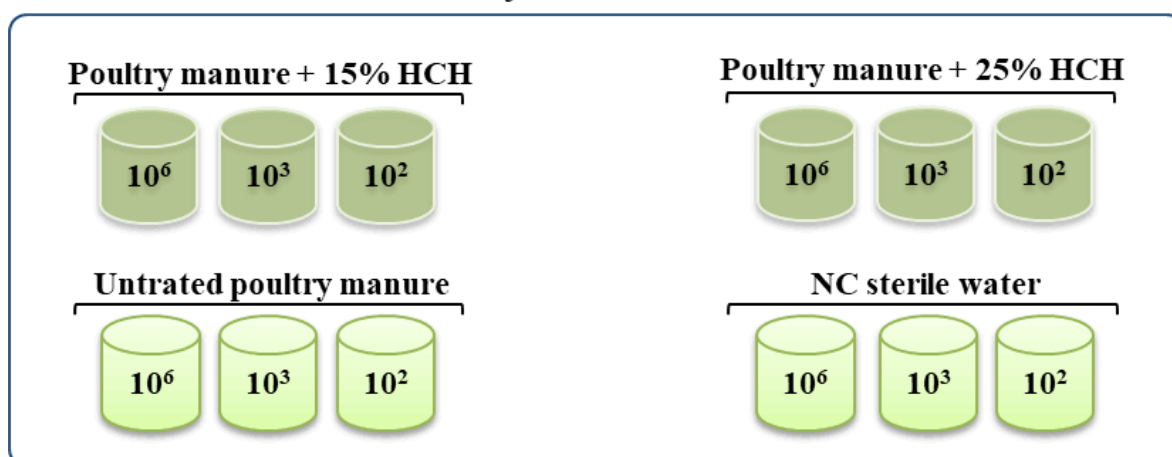 Poultry manure + 15% HCH
Poultry manure + 25% HCH
10⁶ 10³ 10²
10⁶ 10³ 10²
Untrated poultry manure
NC sterile water
10⁶ 10³ 10²
10⁶ 10³ 10²